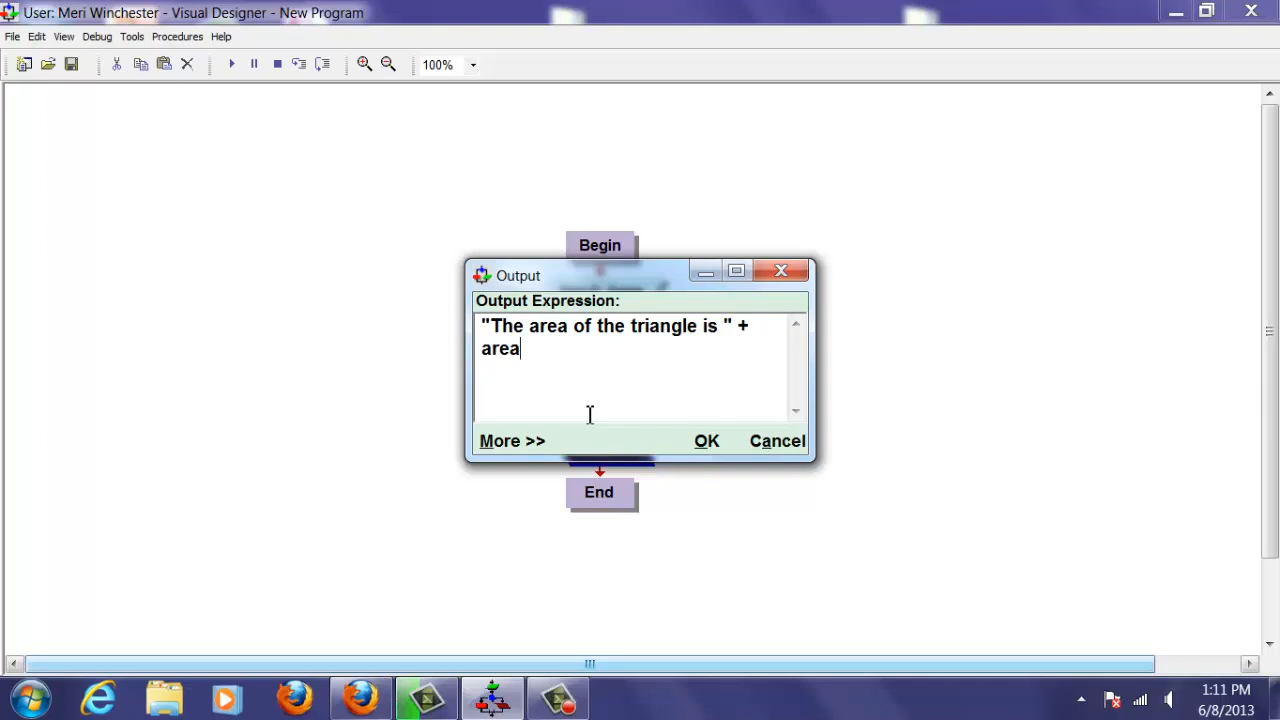 User: Meri Winchester - Visual Designer - New Program
File Edit View Debug Tools Procedures Help
100%
Begin
Output
Output Expression:
"The area of the triangle is " +
area
More >> OK Cancel
End
1:11 PM
6/8/2013